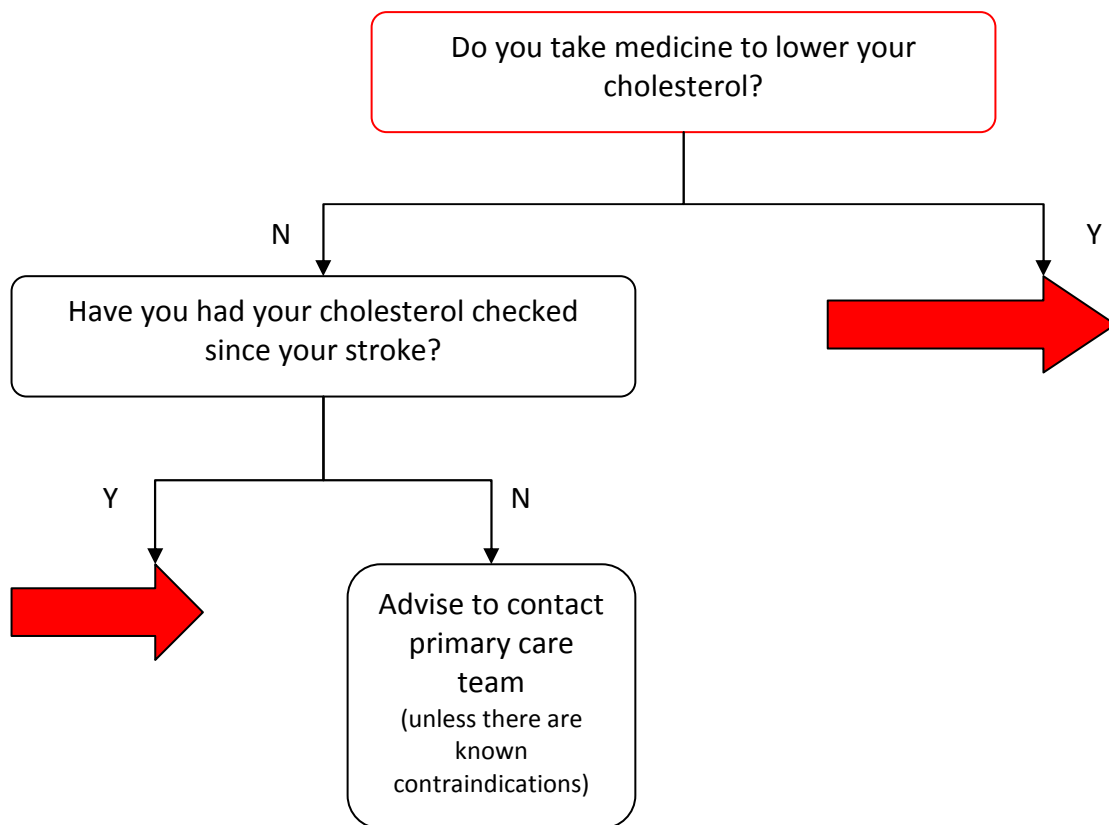 Do you take medicine to lower your
cholesterol?
N
Y
Have you had your cholesterol checked
since your stroke?
Y
N
Advise to contact
primary care
team
(unless there are
known
contraindications)